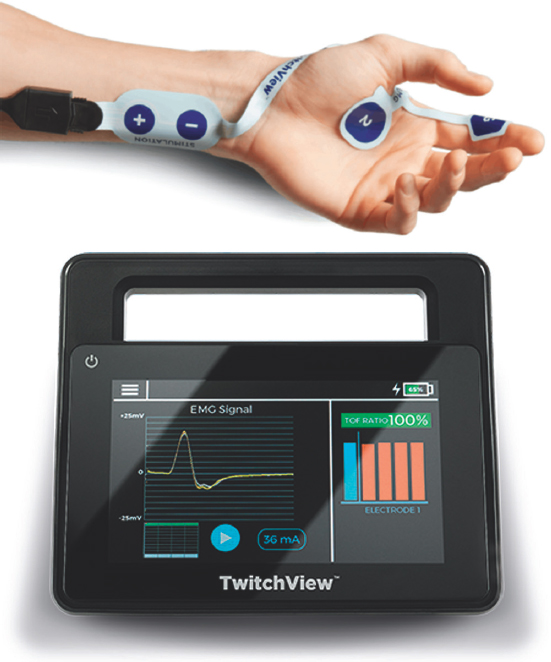 TwitchView
+
−
STIMULATION
2
65%
+25mV
EMG Signal
TOF RATIO 100%
0
-25mV
ELECTRODE 1
36 mA
TwitchView™